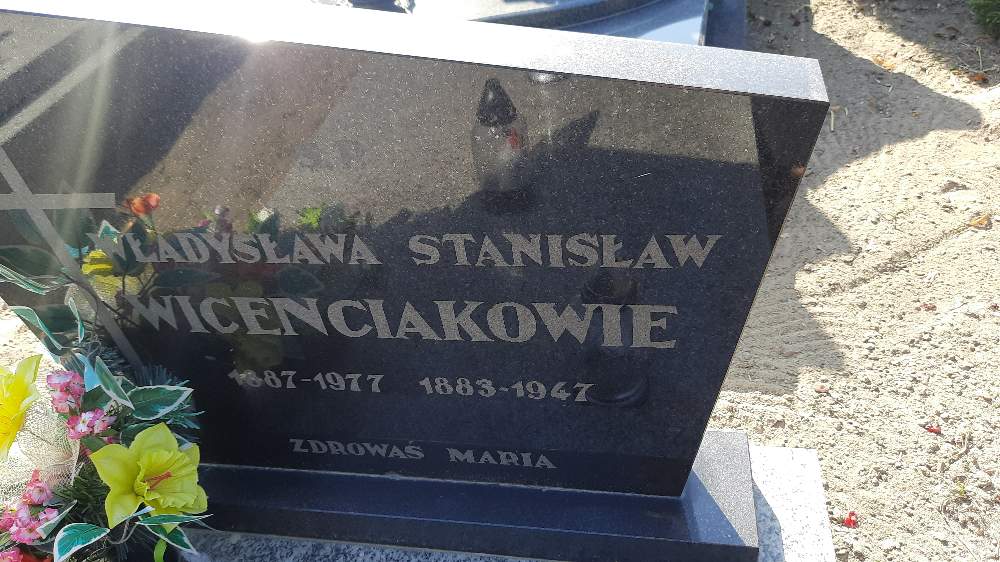 WŁADYSŁAWA STANISŁAW
WICENCIAKOWIE
1887-1977 1883-1947
ZDROWAŚ MARIA